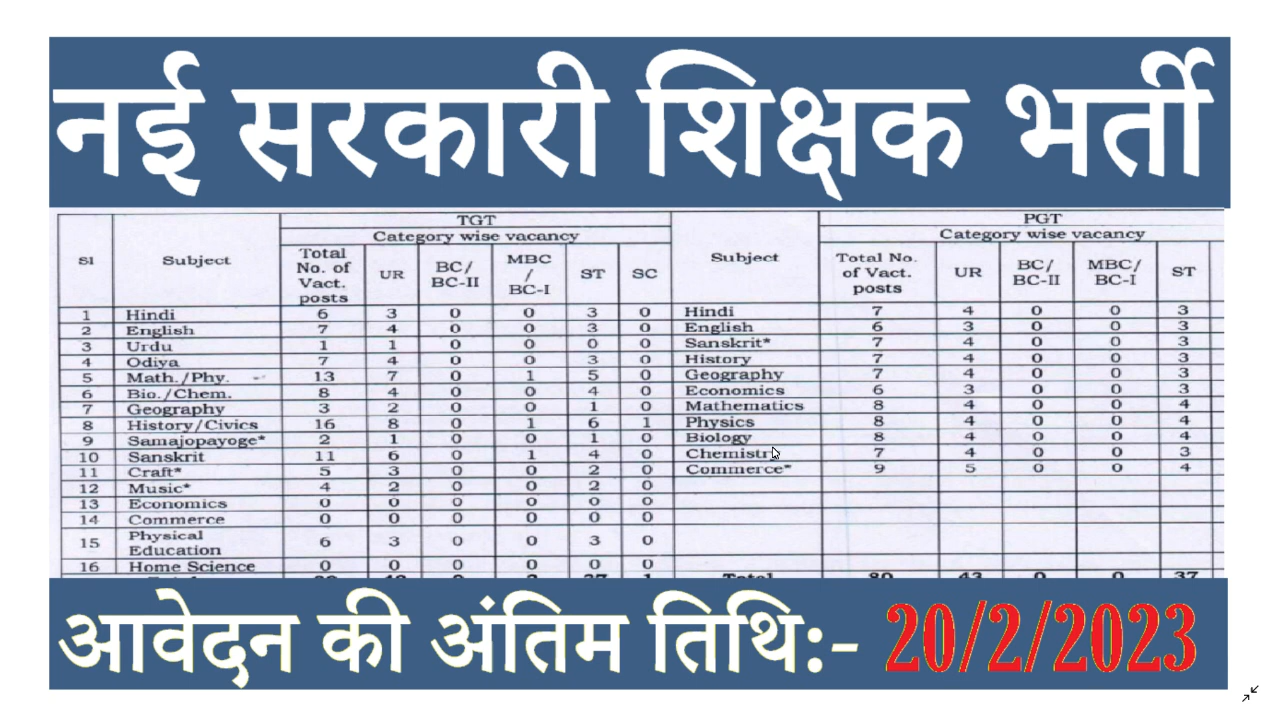 नई सरकारी शिक्षक भर्ती
TGT PGT
Category wise vacancy Category wise vacancy
Sl Subject Total No. of Vact. posts UR BC/ BC-II MBC / BC-I ST SC Subject Total No. of Vact. posts UR BC/ BC-II MBC/ BC-I ST
1 Hindi 6 3 0 0 3 0 Hindi 7 4 0 0 3
2 English 7 4 0 0 3 0 English 6 3 0 0 3
3 Urdu 1 1 0 0 0 0 Sanskrit* 7 4 0 0 3
4 Odiya 7 4 0 0 3 0 History 7 4 0 0 3
5 Math./Phy. 13 7 0 1 5 0 Geography 7 4 0 0 3
6 Bio./Chem. 8 4 0 0 4 0 Economics 6 3 0 0 3
7 Geography 3 2 0 0 1 0 Mathematics 8 4 0 0 4
8 History/Civics 16 8 0 1 6 1 Physics 8 4 0 0 4
9 Samajopayoge* 2 1 0 0 1 0 Biology 8 4 0 0 4
10 Sanskrit 11 6 0 1 4 0 Chemistry 7 4 0 0 3
11 Craft* 5 3 0 0 2 0 Commerce* 9 5 0 0 4
12 Music* 4 2 0 0 2 0
13 Economics 0 0 0 0 0 0
14 Commerce 0 0 0 0 0 0
15 Physical Education 6 3 0 0 3 0
16 Home Science 0 0 0 0 0 0
Total 80 43 0 0 37
आवेदन की अंतिम तिथि:- 20/2/2023